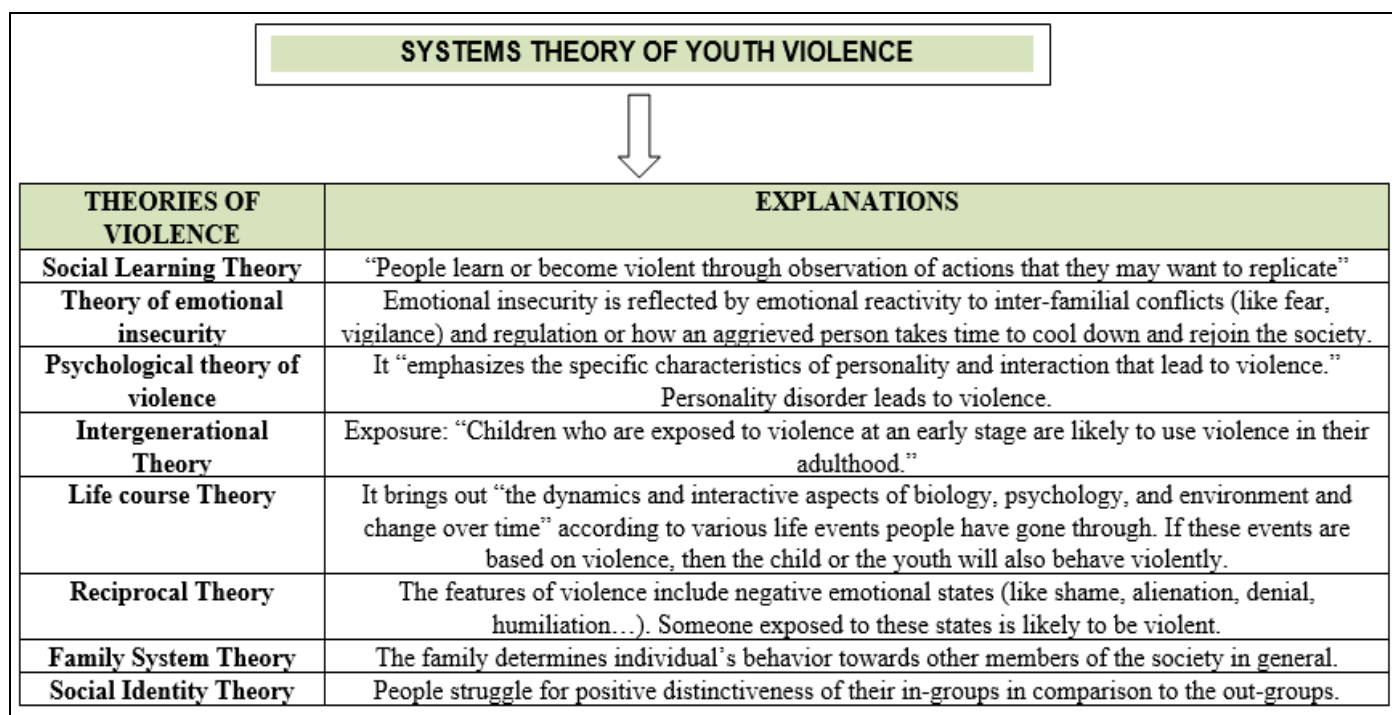 SYSTEMS THEORY OF YOUTH VIOLENCE
THEORIES OF
VIOLENCE
EXPLANATIONS
Social Learning Theory
“People learn or become violent through observation of actions that they may want to replicate”
Theory of emotional
insecurity
Emotional insecurity is reflected by emotional reactivity to inter-familial conflicts (like fear,
vigilance) and regulation or how an aggrieved person takes time to cool down and rejoin the society.
Psychological theory of
violence
It “emphasizes the specific characteristics of personality and interaction that lead to violence.”
Personality disorder leads to violence.
Intergenerational
Theory
Exposure: “Children who are exposed to violence at an early stage are likely to use violence in their
adulthood.”
Life course Theory
It brings out “the dynamics and interactive aspects of biology, psychology, and environment and
change over time” according to various life events people have gone through. If these events are
based on violence, then the child or the youth will also behave violently.
Reciprocal Theory
The features of violence include negative emotional states (like shame, alienation, denial,
humiliation…). Someone exposed to these states is likely to be violent.
Family System Theory
The family determines individual’s behavior towards other members of the society in general.
Social Identity Theory
People struggle for positive distinctiveness of their in-groups in comparison to the out-groups.